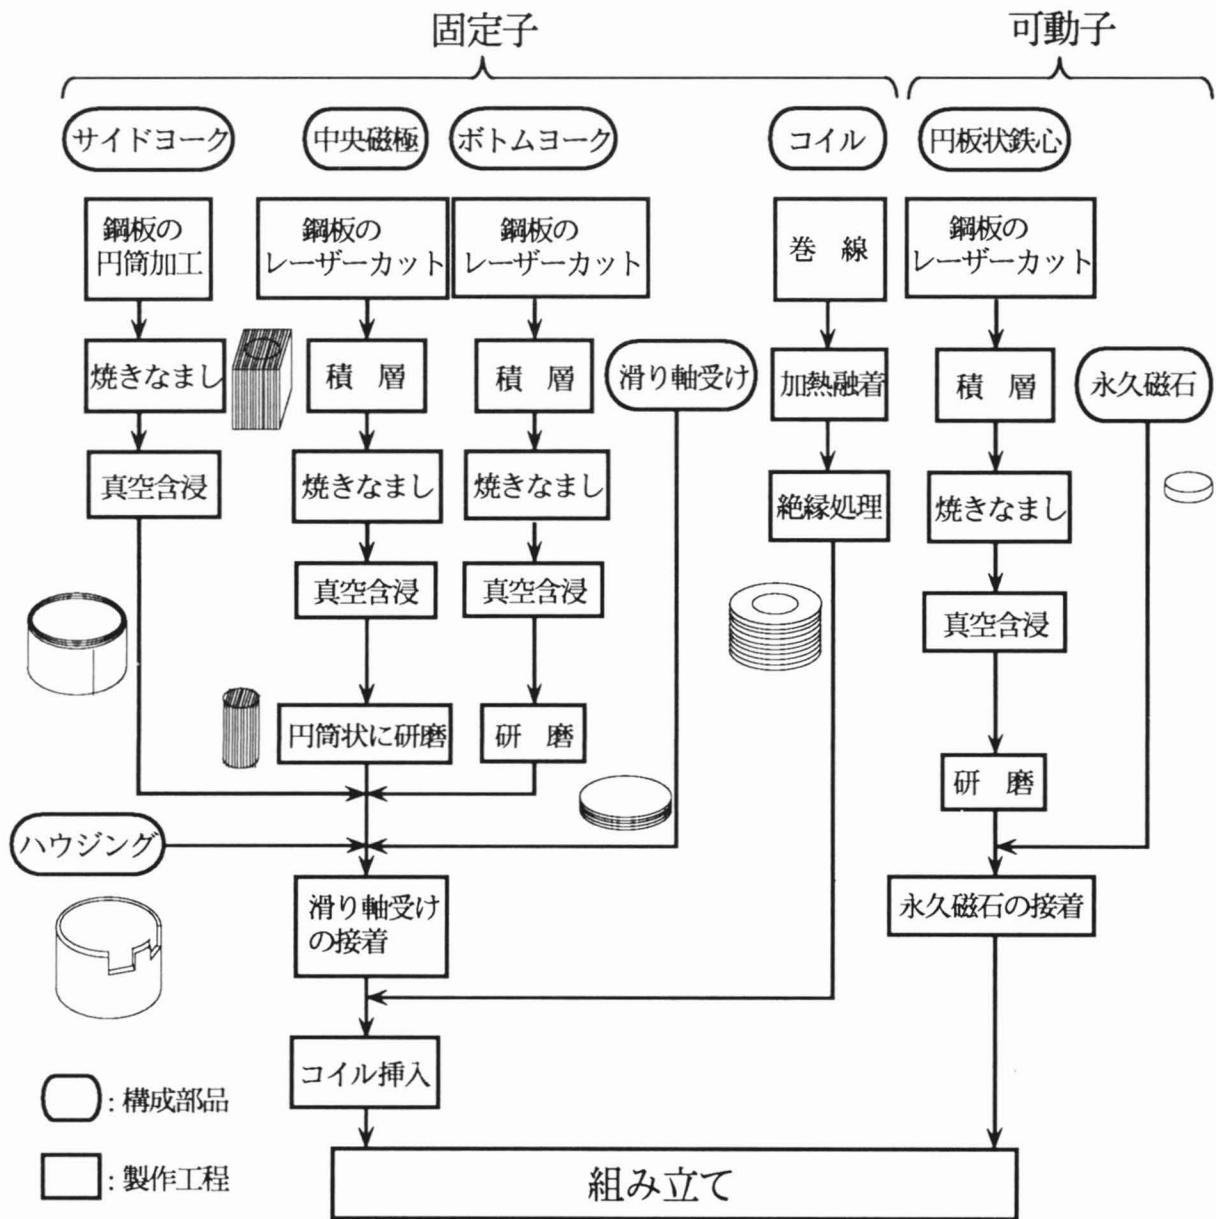 固定子
可動子
サイドヨーク
中央磁極
ボトムヨーク
コイル
円板状鉄心
鋼板の
円筒加工
鋼板の
レーザーカット
鋼板の
レーザーカット
巻 線
鋼板の
レーザーカット
焼きなまし
積 層
積 層
滑り軸受け
加熱融着
積 層
永久磁石
真空含浸
焼きなまし
焼きなまし
絶縁処理
焼きなまし
真空含浸
真空含浸
真空含浸
円筒状に研磨
研 磨
研 磨
ハウジング
滑り軸受け
の接着
永久磁石の接着
コイル挿入
:構成部品
:製作工程
組み立て